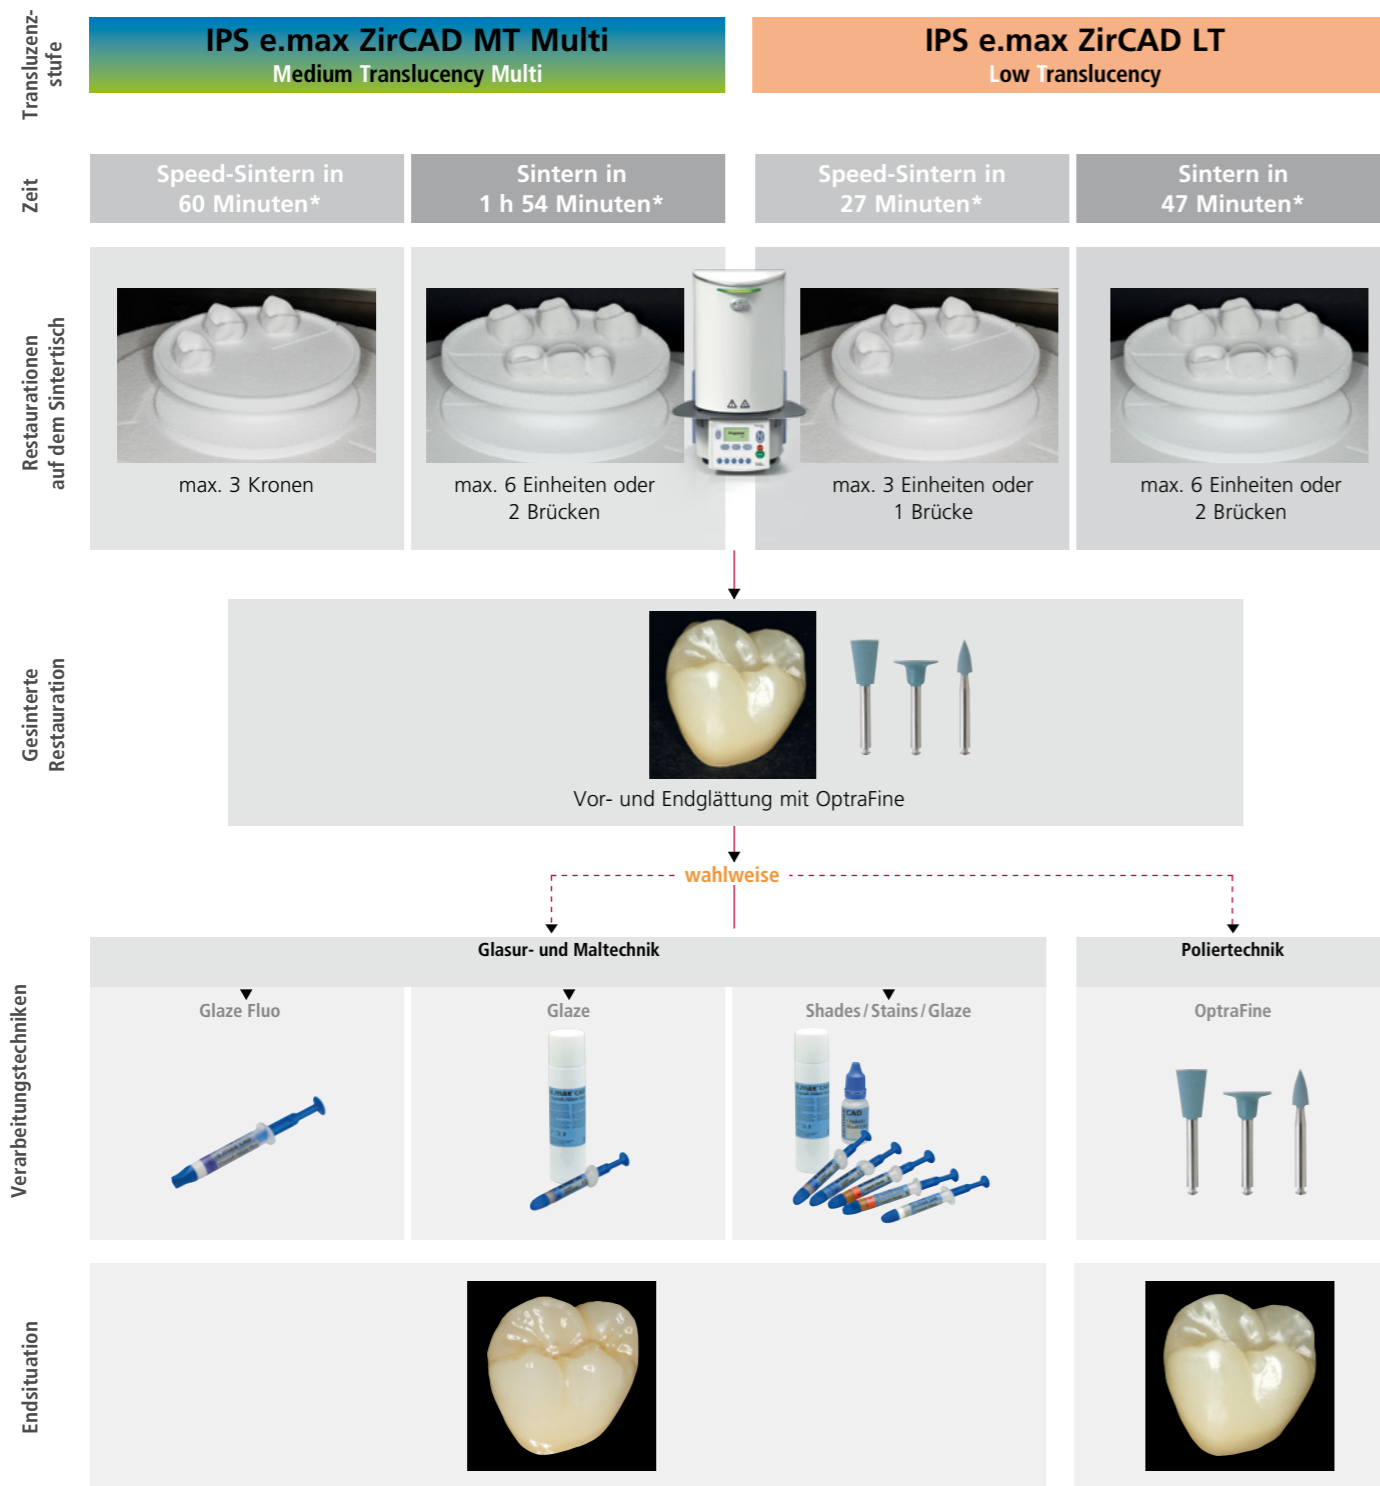 Transluzenz-
stufe
IPS e.max ZirCAD MT Multi
Medium Translucency Multi
IPS e.max ZirCAD LT
Low Translucency
Zeit
Speed-Sintern in
60 Minuten*
Sintern in
1 h 54 Minuten*
Speed-Sintern in
27 Minuten*
Sintern in
47 Minuten*
Restaurationen
auf dem Sintertisch
max. 3 Kronen
max. 6 Einheiten oder
2 Brücken
max. 3 Einheiten oder
1 Brücke
max. 6 Einheiten oder
2 Brücken
Gesinterte
Restauration
Vor- und Endglättung mit OptraFine
wahlweise
Verarbeitungstechniken
Glasur- und Maltechnik
Poliertechnik
Glaze Fluo
Glaze
Shades/Stains/Glaze
OptraFine
CAD
Endsituation